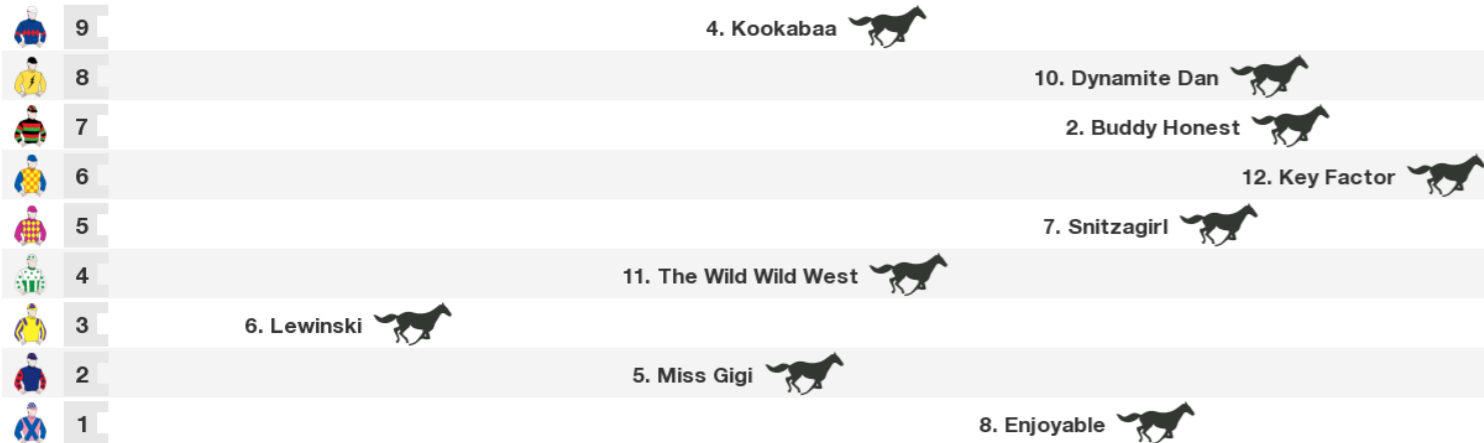 9 4. Kookabaa
8 10. Dynamite Dan
7 2. Buddy Honest
6 12. Key Factor
5 7. Snitzagirl
4 11. The Wild Wild West
3 6. Lewinski
2 5. Miss Gigi
1 8. Enjoyable